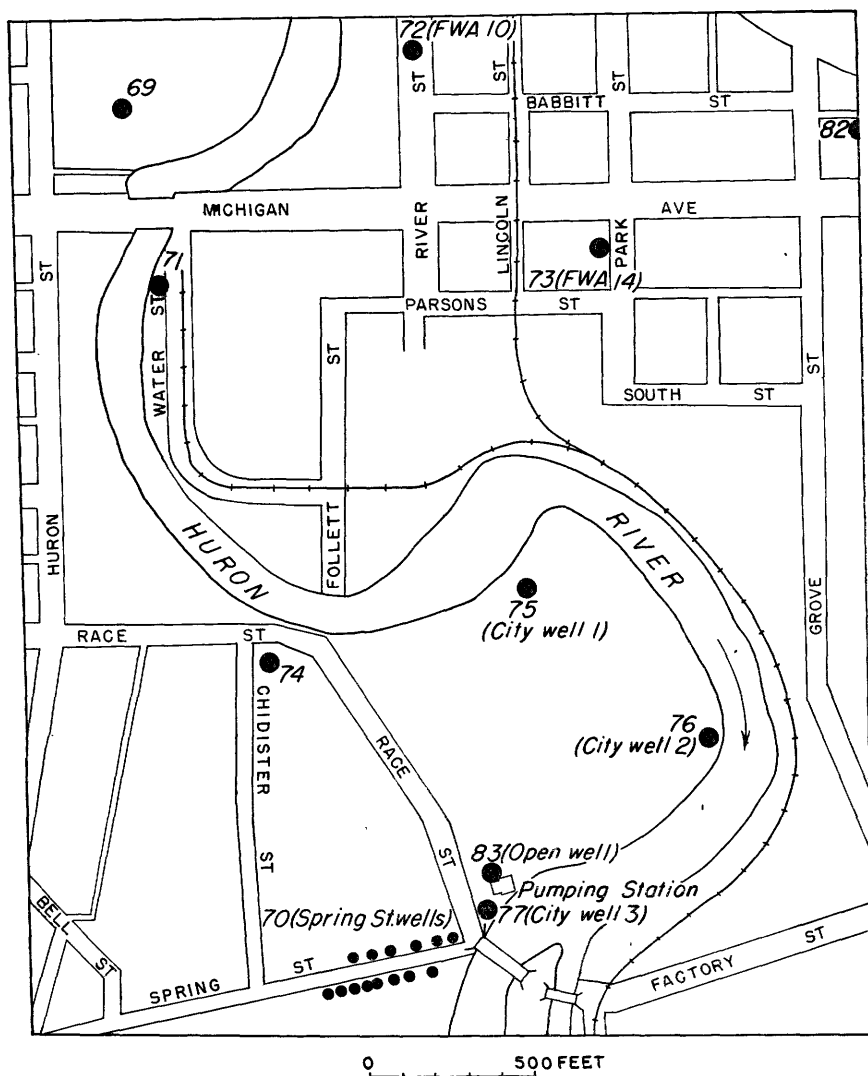 72(FWA 10)
69
ST
ST
ST
BABBITT ST
82
MICHIGAN AVE
RIVER
LINCOLN
PARK
ST
71
73(FWA 14)
PARSONS ST
WATER ST
ST
ST
SOUTH ST
HURON
FOLLETT
HURON
RIVER
GROVE
75
(City well 1)
RACE ST
74
CHIDISTER
ST
RACE
ST
76
(City well 2)
83(Open well)
Pumping Station
77(City well 3)
70(Spring St. wells)
BELL
ST
SPRING ST
FACTORY ST
0 500 FEET